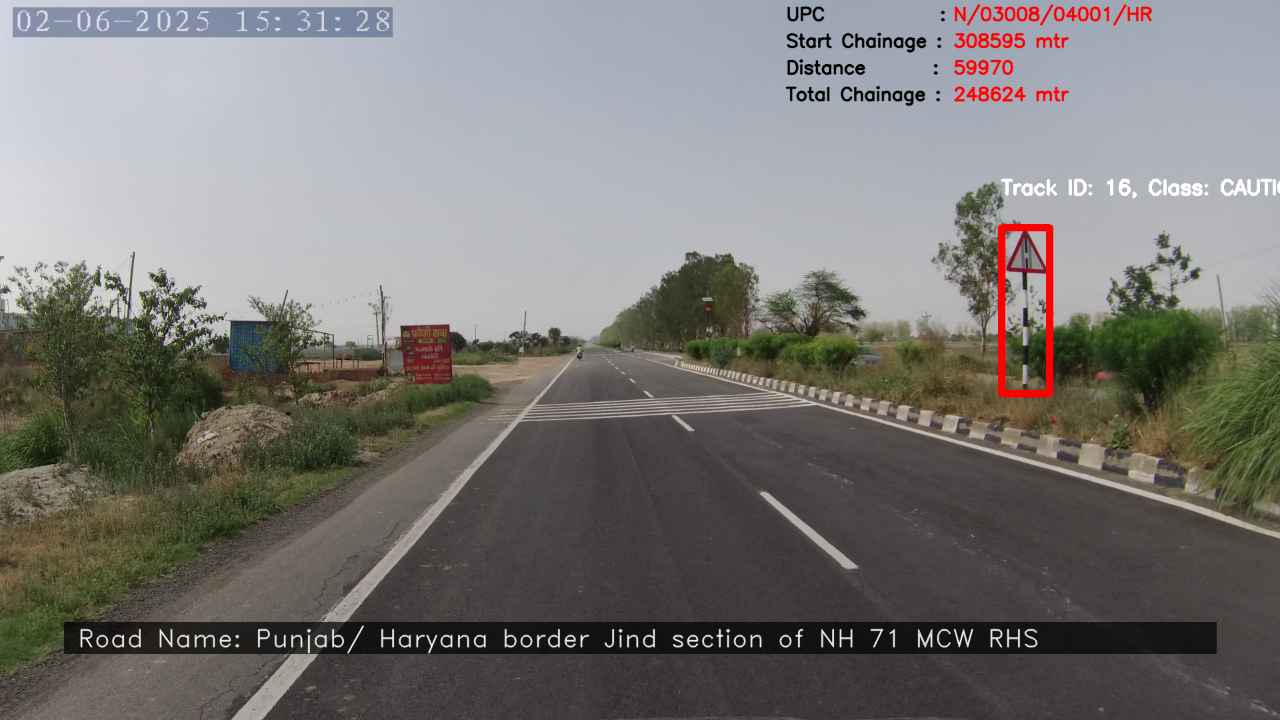 02-06-2025 15:31:28
UPC : N/03008/04001/HR
Start Chainage : 308595 mtr
Distance : 59970
Total Chainage : 248624 mtr
Track ID: 16, Class: CAUTIO
Road Name: Punjab/ Haryana border Jind section of NH 71 MCW RHS